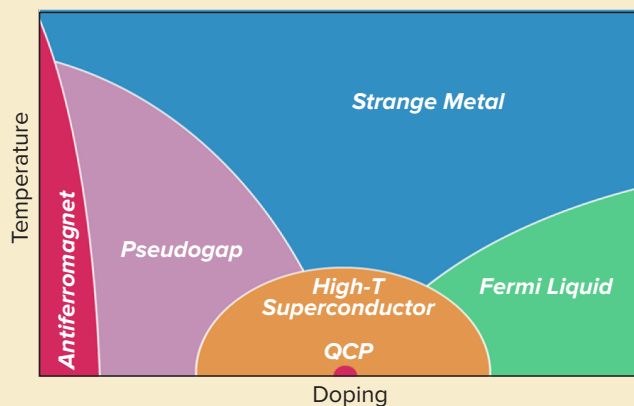 Strange Metal
Temperature
Antiferromagnet
Pseudogap
High-T
Superconductor
Fermi Liquid
QCP
Doping